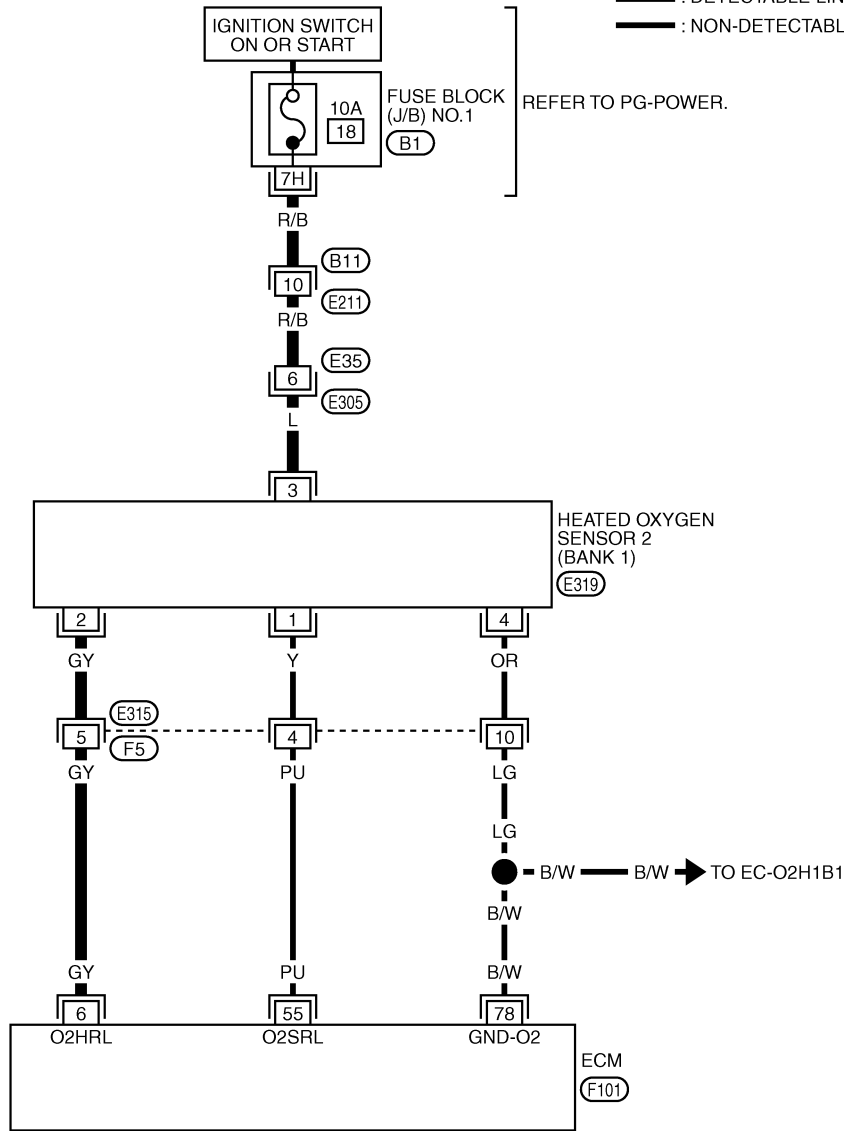 : DETECTABLE LIN
: NON-DETECTABL
IGNITION SWITCH
ON OR START
FUSE BLOCK
(J/B) NO.1
B1
10A
18
REFER TO PG-POWER.
7H
R/B
B11
10
E211
R/B
E35
6
E305
L
3
HEATED OXYGEN
SENSOR 2
(BANK 1)
E319
2 1 4
GY Y OR
E315
5 4 10
F5
GY PU LG
LG
B/W B/W TO EC-O2H1B1
B/W
GY PU B/W
6 55 78
O2HRL O2SRL GND-O2
ECM
F101